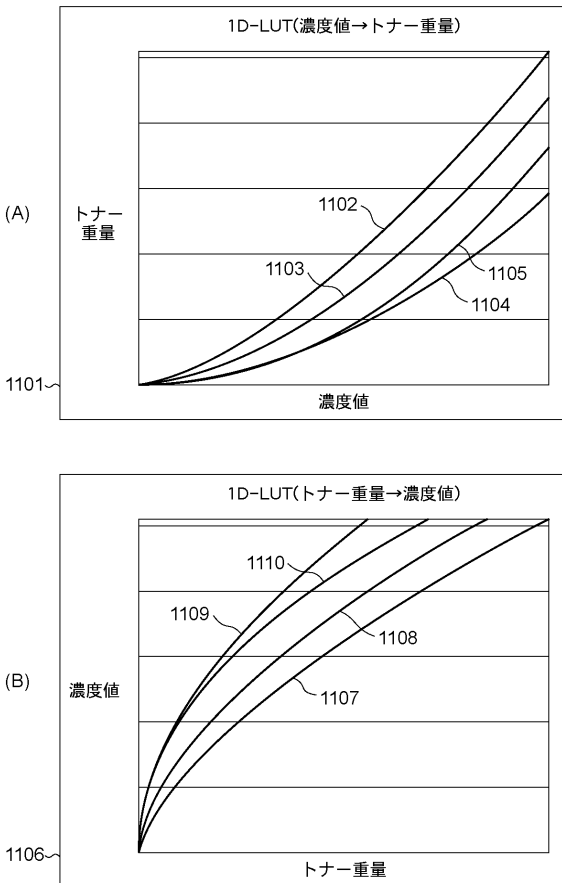 1D-LUT(濃度値→トナー重量)
(A)
トナー
重量
1102
1103
1105
1104
1101
濃度値
1D-LUT(トナー重量→濃度値)
1110
1109
1108
(B)
濃度値
1107
1106
トナー重量